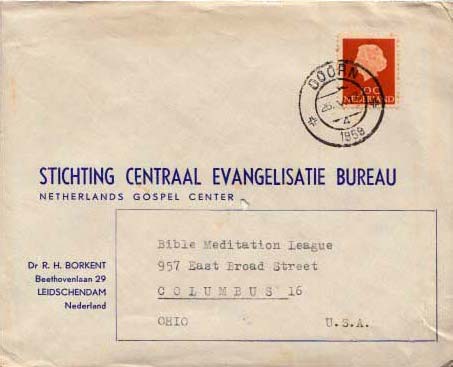 DOORN
1958
NEDERLAND
STICHTING CENTRAAL EVANGELISATIE BUREAU
NETHERLANDS GOSPEL CENTER
Dr R. H. BORKENT
Beethovenlaan 29
LEIDSCHENDAM
Nederland
Bible Meditation League
957 East Broad Street
COLUMBUS 16
OHIO U.S.A.